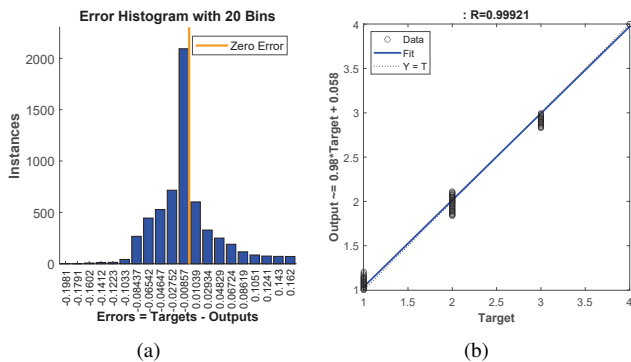 Error Histogram with 20 Bins
Zero Error
Instances
2000
1500
1000
500
0
-0.1981
-0.1791
-0.1602
-0.1412
-0.1223
-0.1033
-0.08437
-0.06542
-0.04647
-0.02752
-0.00857
0.01039
0.02934
0.04829
0.06724
0.08619
0.1051
0.1241
0.143
0.162
Errors = Targets - Outputs
(a)
: R=0.99921
Data
Fit
Y = T
Output ~= 0.98*Target + 0.058
4
3.5
3
2.5
2
1.5
1
1 1.5 2 2.5 3 3.5 4
Target
(b)